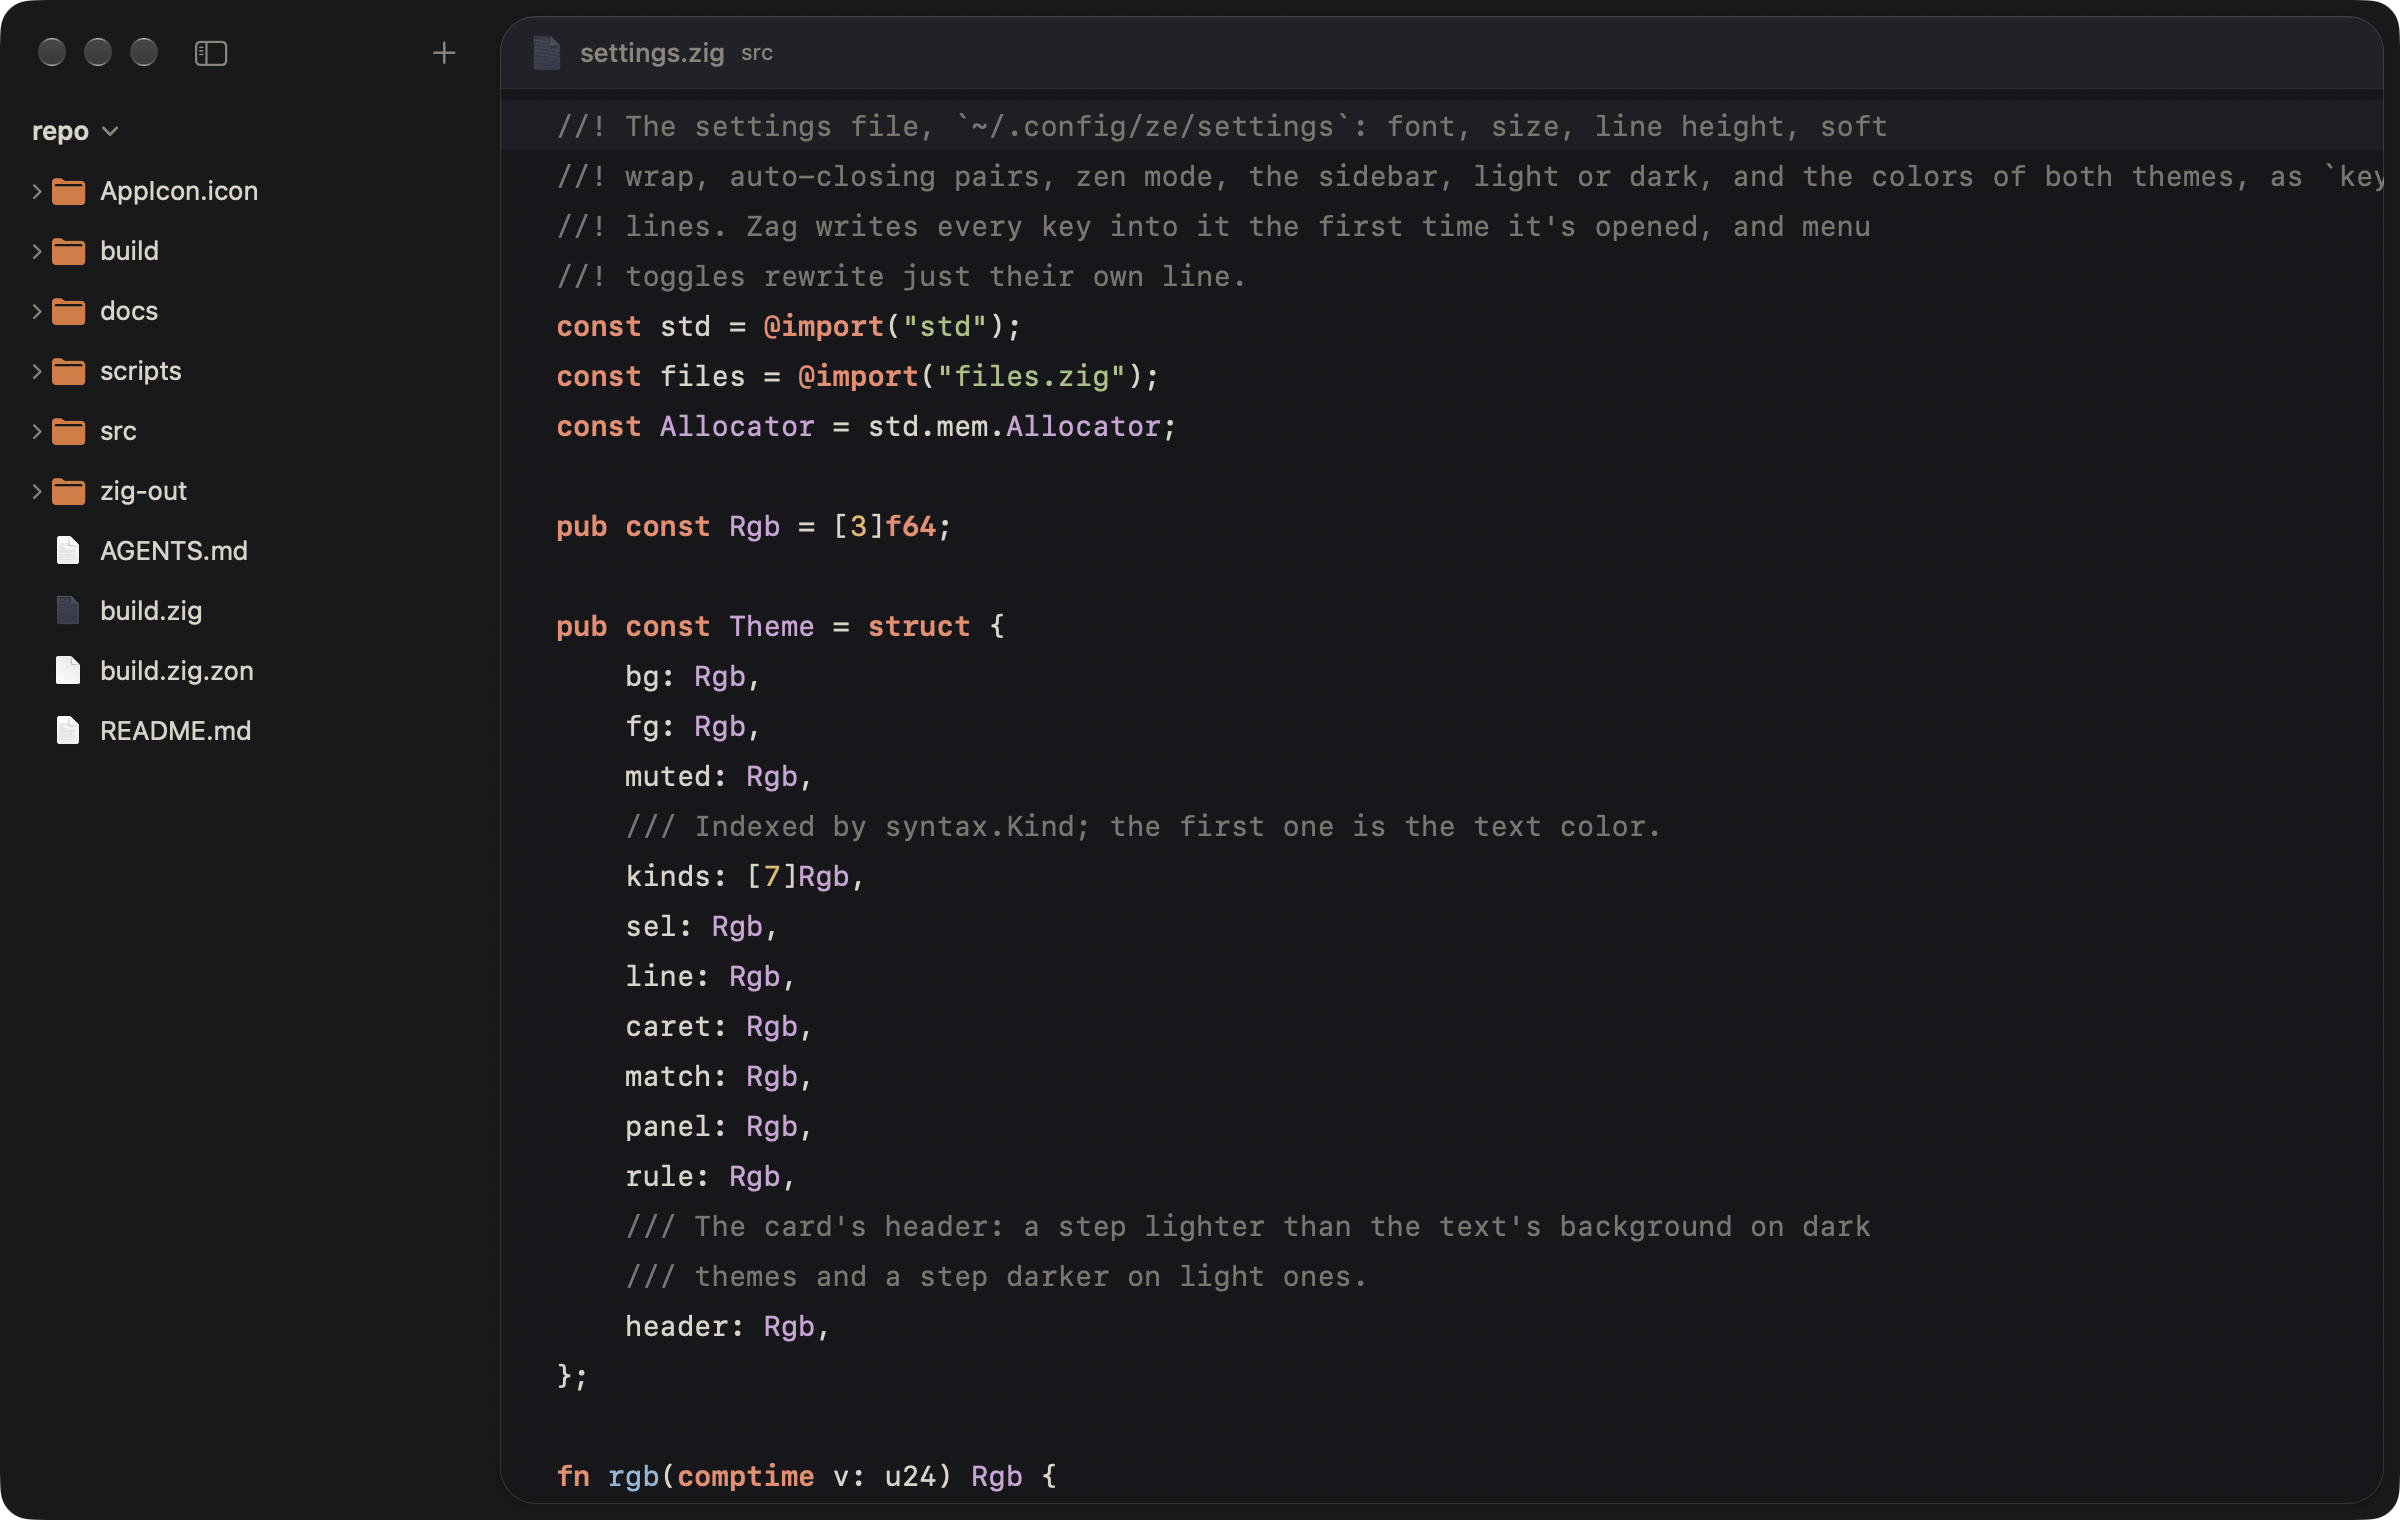 repo
AppIcon.icon
build
docs
scripts
src
zig-out
AGENTS.md
build.zig
build.zig.zon
README.md
settings.zig src
//! The settings file, `~/.config/ze/settings`: font, size, line height, soft
//! wrap, auto-closing pairs, zen mode, the sidebar, light or dark, and the colors of both themes, as `key
//! lines. Zag writes every key into it the first time it's opened, and menu
//! toggles rewrite just their own line.
const std = @import("std");
const files = @import("files.zig");
const Allocator = std.mem.Allocator;

pub const Rgb = [3]f64;

pub const Theme = struct {
    bg: Rgb,
    fg: Rgb,
    muted: Rgb,
    /// Indexed by syntax.Kind; the first one is the text color.
    kinds: [7]Rgb,
    sel: Rgb,
    line: Rgb,
    caret: Rgb,
    match: Rgb,
    panel: Rgb,
    rule: Rgb,
    /// The card's header: a step lighter than the text's background on dark
    /// themes and a step darker on light ones.
    header: Rgb,
};

fn rgb(comptime v: u24) Rgb {